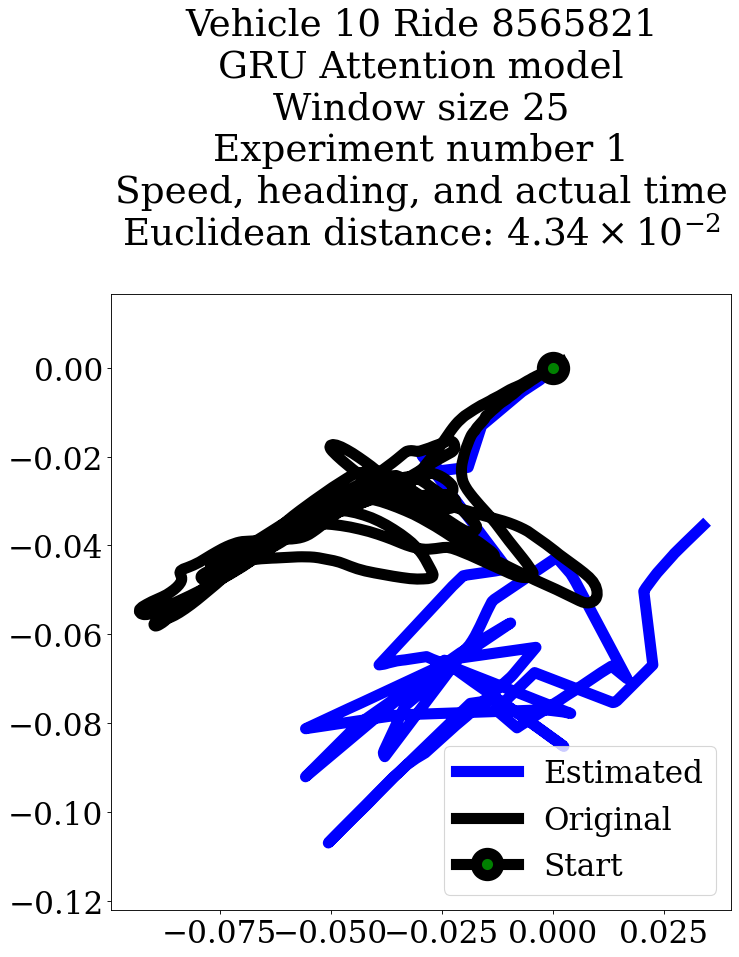 Vehicle 10 Ride 8565821
GRU Attention model
Window size 25
Experiment number 1
Speed, heading, and actual time
Euclidean distance: 4.34 × 10⁻²
0.00
−0.02
−0.04
−0.06
−0.08
−0.10
−0.12
Estimated
Original
Start
−0.075 −0.050 −0.025 0.000 0.025